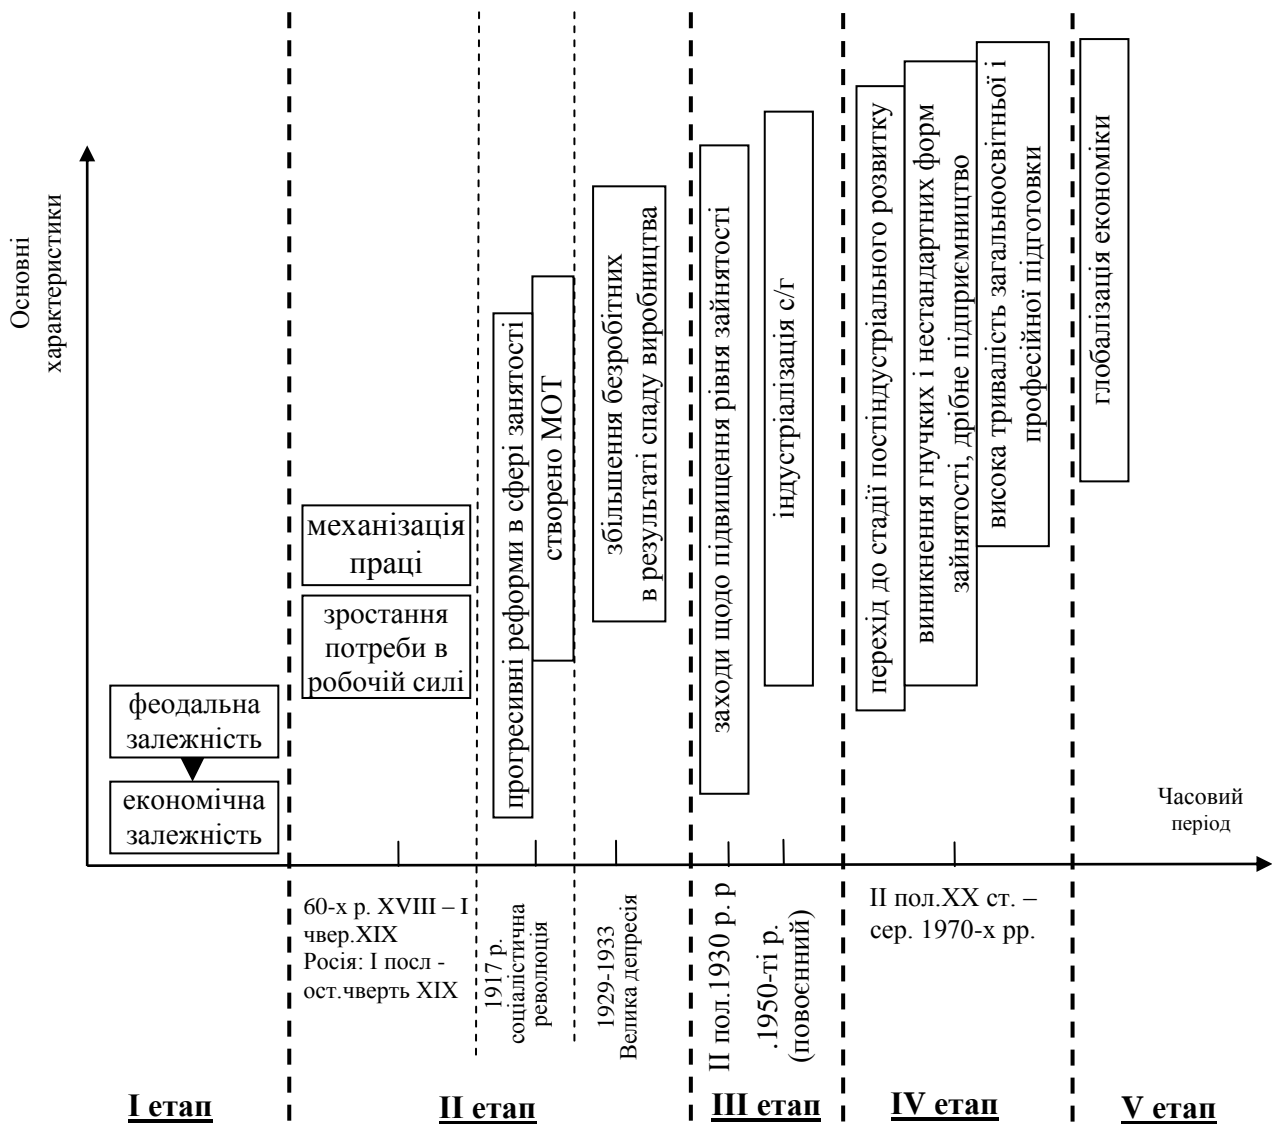 Основні
характеристики
феодальна
залежність
економічна
залежність
механізація
праці
зростання
потреби в
робочій силі
прогресивні реформи в сфері занятості
створено МОТ
збільшення безробітних
в результаті спаду виробництва
заходи щодо підвищення рівня зайнятості
індустріалізація с/г
перехід до стадії постіндустріального розвитку
виникнення гнучких і нестандартних форм
зайнятості, дрібне підприємництво
висока тривалість загальноосвітньої і
професійної підготовки
глобалізація економіки
Часовий
період
60-х р. XVIII – І
чвер.XIX
Росія: І посл -
ост.чверть XIX
1917 р.
соціалістична
революція
1929-1933
Велика депресія
ІІ пол.1930 р. р
.1950-ті р.
(повоєнний)
ІІ пол.XX ст. –
сер. 1970-х рр.
І етап
ІІ етап
ІІІ етап
IV етап
V етап